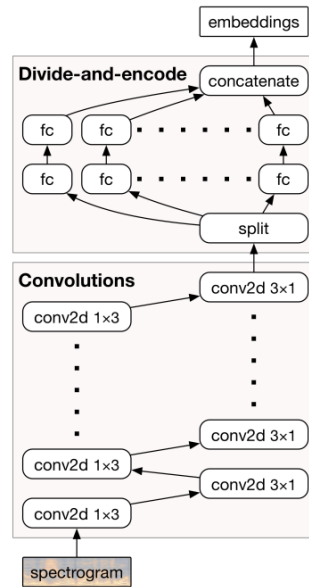 embeddings
Divide-and-encode
concatenate
fc fc fc
fc fc fc
split
Convolutions
conv2d 3×1
conv2d 1×3
conv2d 3×1
conv2d 1×3
conv2d 3×1
conv2d 1×3
spectrogram